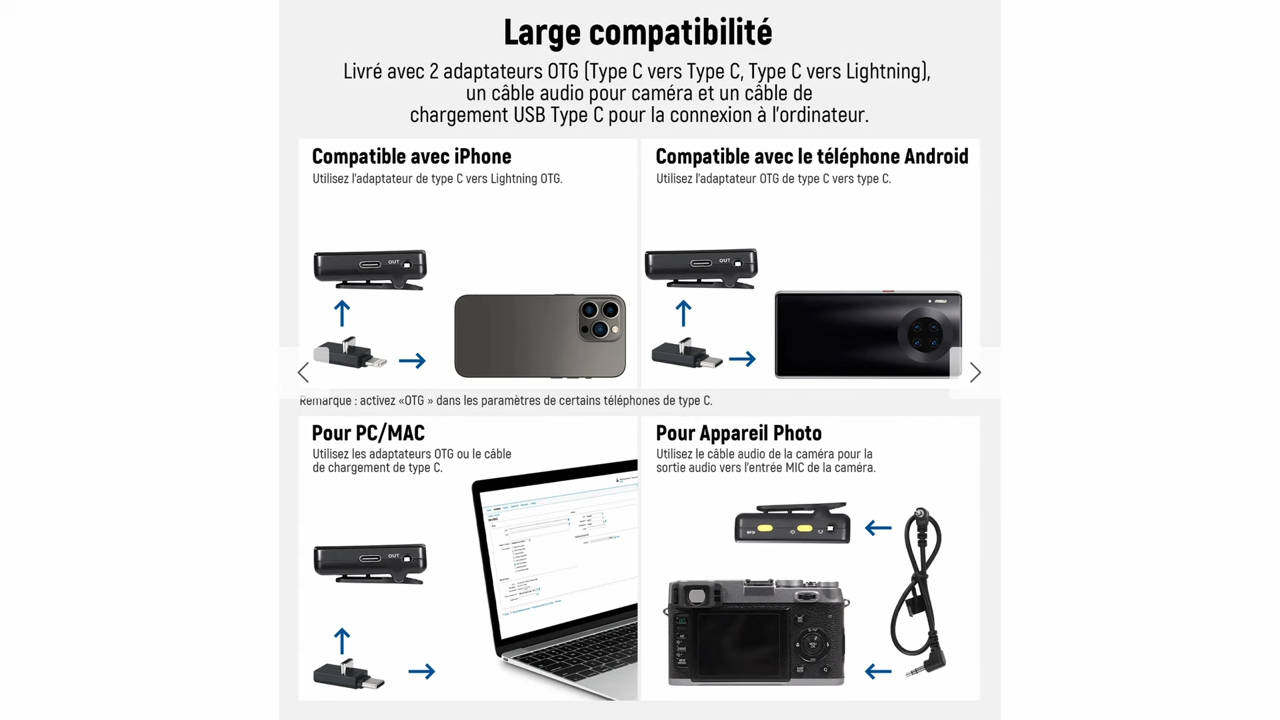 Large compatibilité
Livré avec 2 adaptateurs OTG (Type C vers Type C, Type C vers Lightning),
un câble audio pour caméra et un câble de
chargement USB Type C pour la connexion à l'ordinateur.
Compatible avec iPhone
Utilisez l'adaptateur de type C vers Lightning OTG.
Compatible avec le téléphone Android
Utilisez l'adaptateur OTG de type C vers type C.
OUT
OUT
Remarque : activez «OTG » dans les paramètres de certains téléphones de type C.
Pour PC/MAC
Utilisez les adaptateurs OTG ou le câble
de chargement de type C.
Pour Appareil Photo
Utilisez le câble audio de la caméra pour la
sortie audio vers l'entrée MIC de la caméra.
OUT